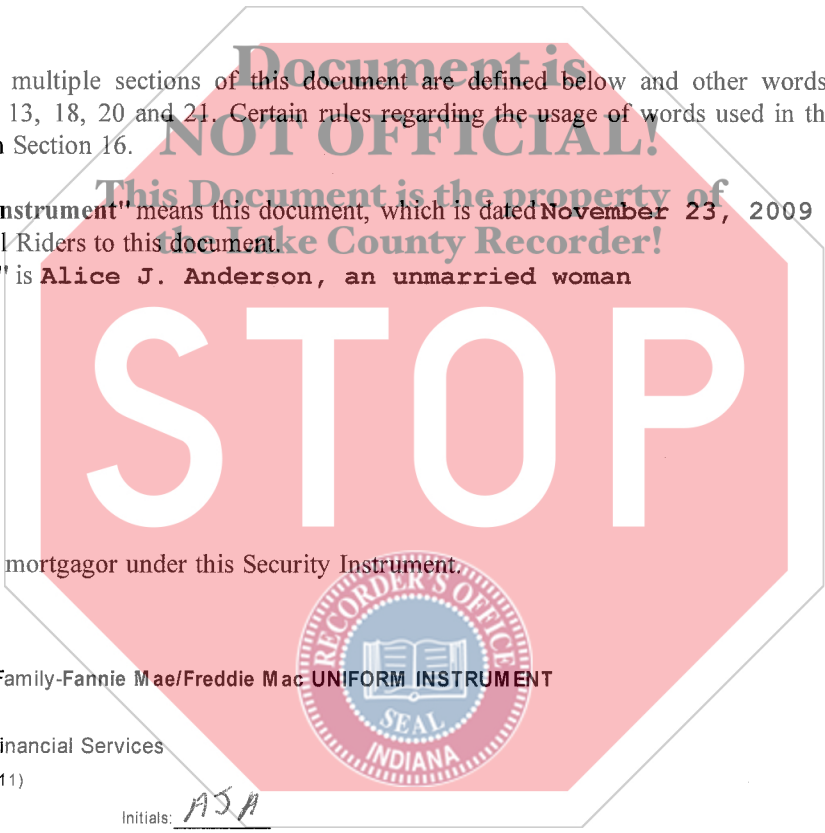 Document is
multiple sections of this document are defined below and other words
13, 18, 20 and 21. Certain rules regarding the usage of words used in th
Section 16.
NOT OFFICIAL!
This Document is the property of
nstrument" means this document, which is dated November 23, 2009
the Lake County Recorder!
l Riders to this document.
" is Alice J. Anderson, an unmarried woman
STOP
mortgagor under this Security Instrument.
RECORDER'S OFFICE
Family-Fannie Mae/Freddie Mac UNIFORM INSTRUMENT
SEAL
INDIANA
inancial Services
11)
Initials: AJA